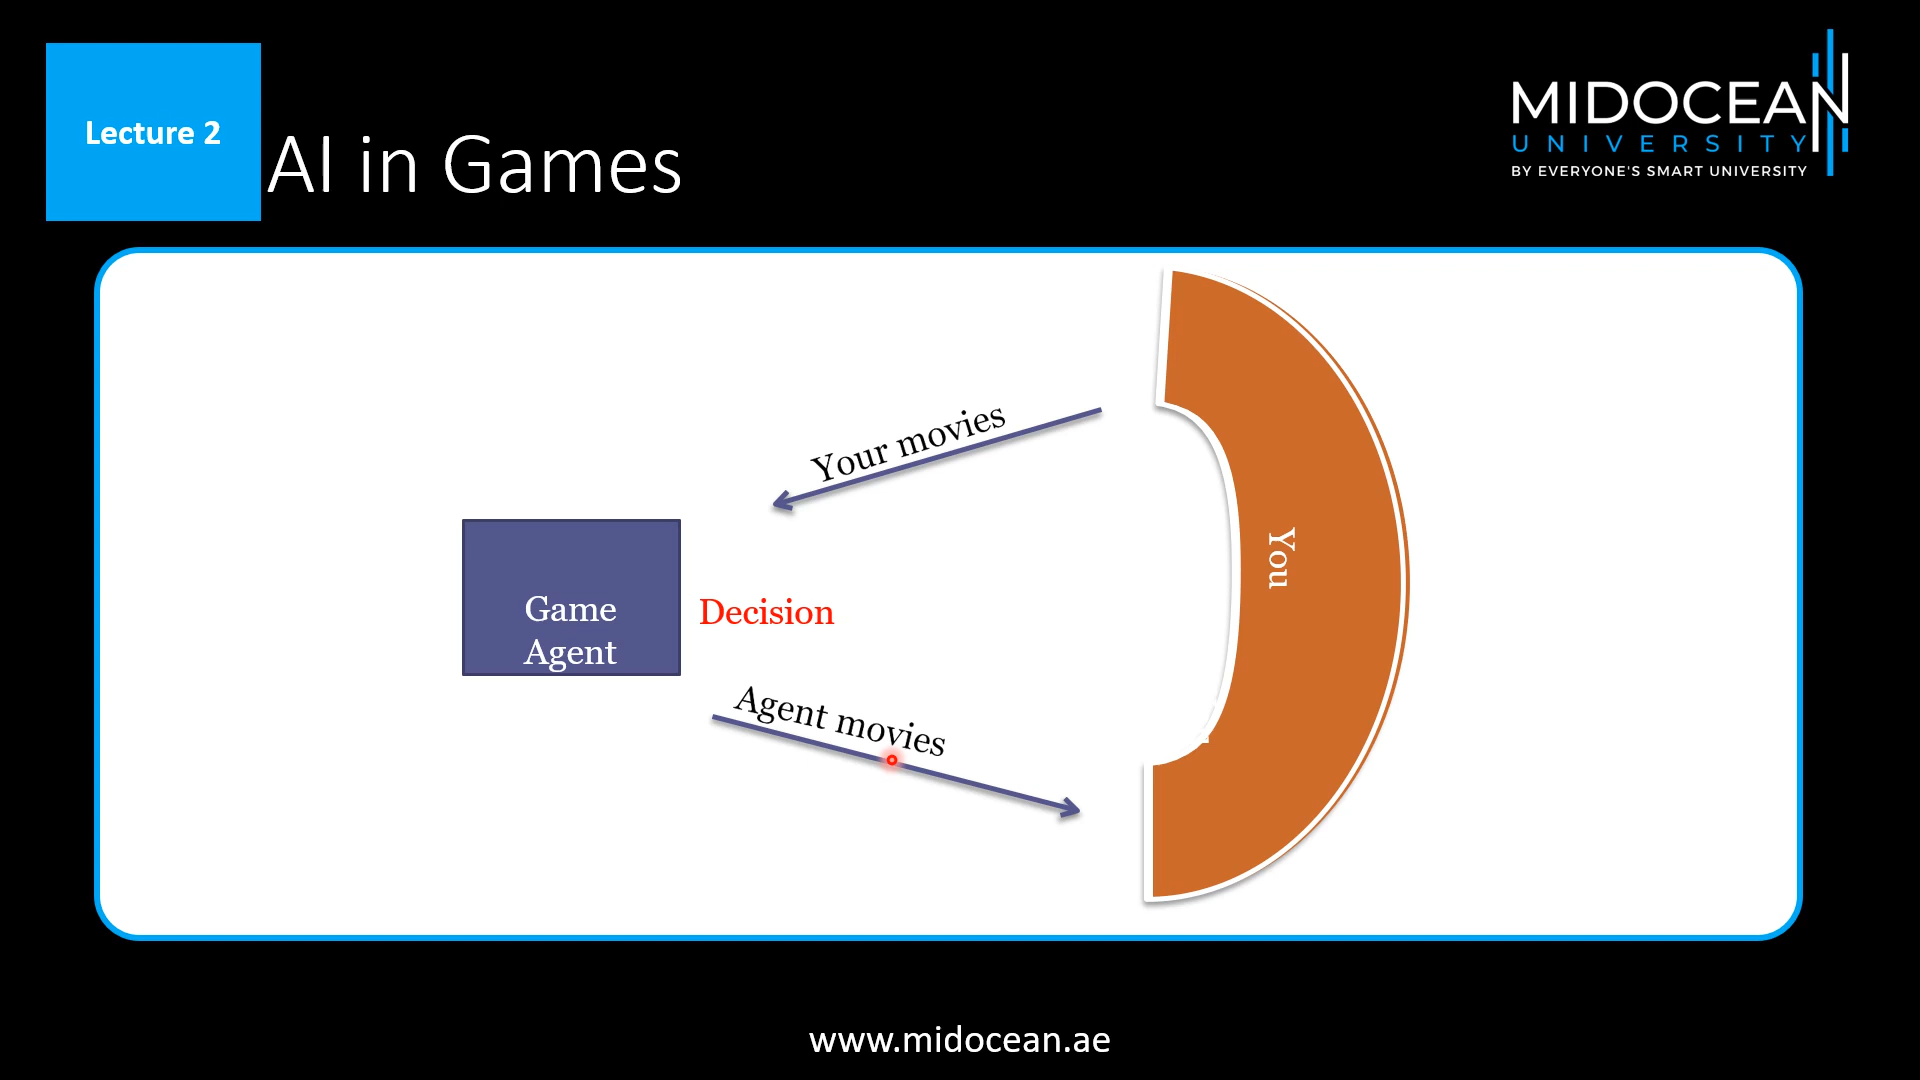 Lecture 2
AI in Games
MIDOCEAN
UNIVERSITY
BY EVERYONE'S SMART UNIVERSITY
Your movies
You
Game
Agent
Decision
Agent movies
www.midocean.ae